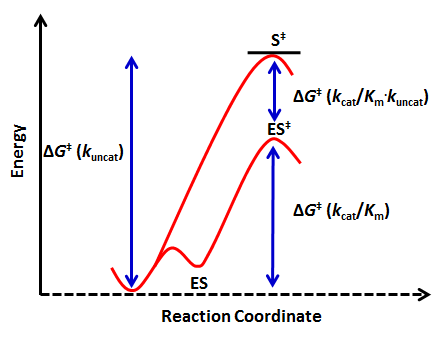 S‡
ΔG‡ (kcat/Km·kuncat)
ES‡
ΔG‡ (kuncat)
ΔG‡ (kcat/Km)
ES
Energy
Reaction Coordinate